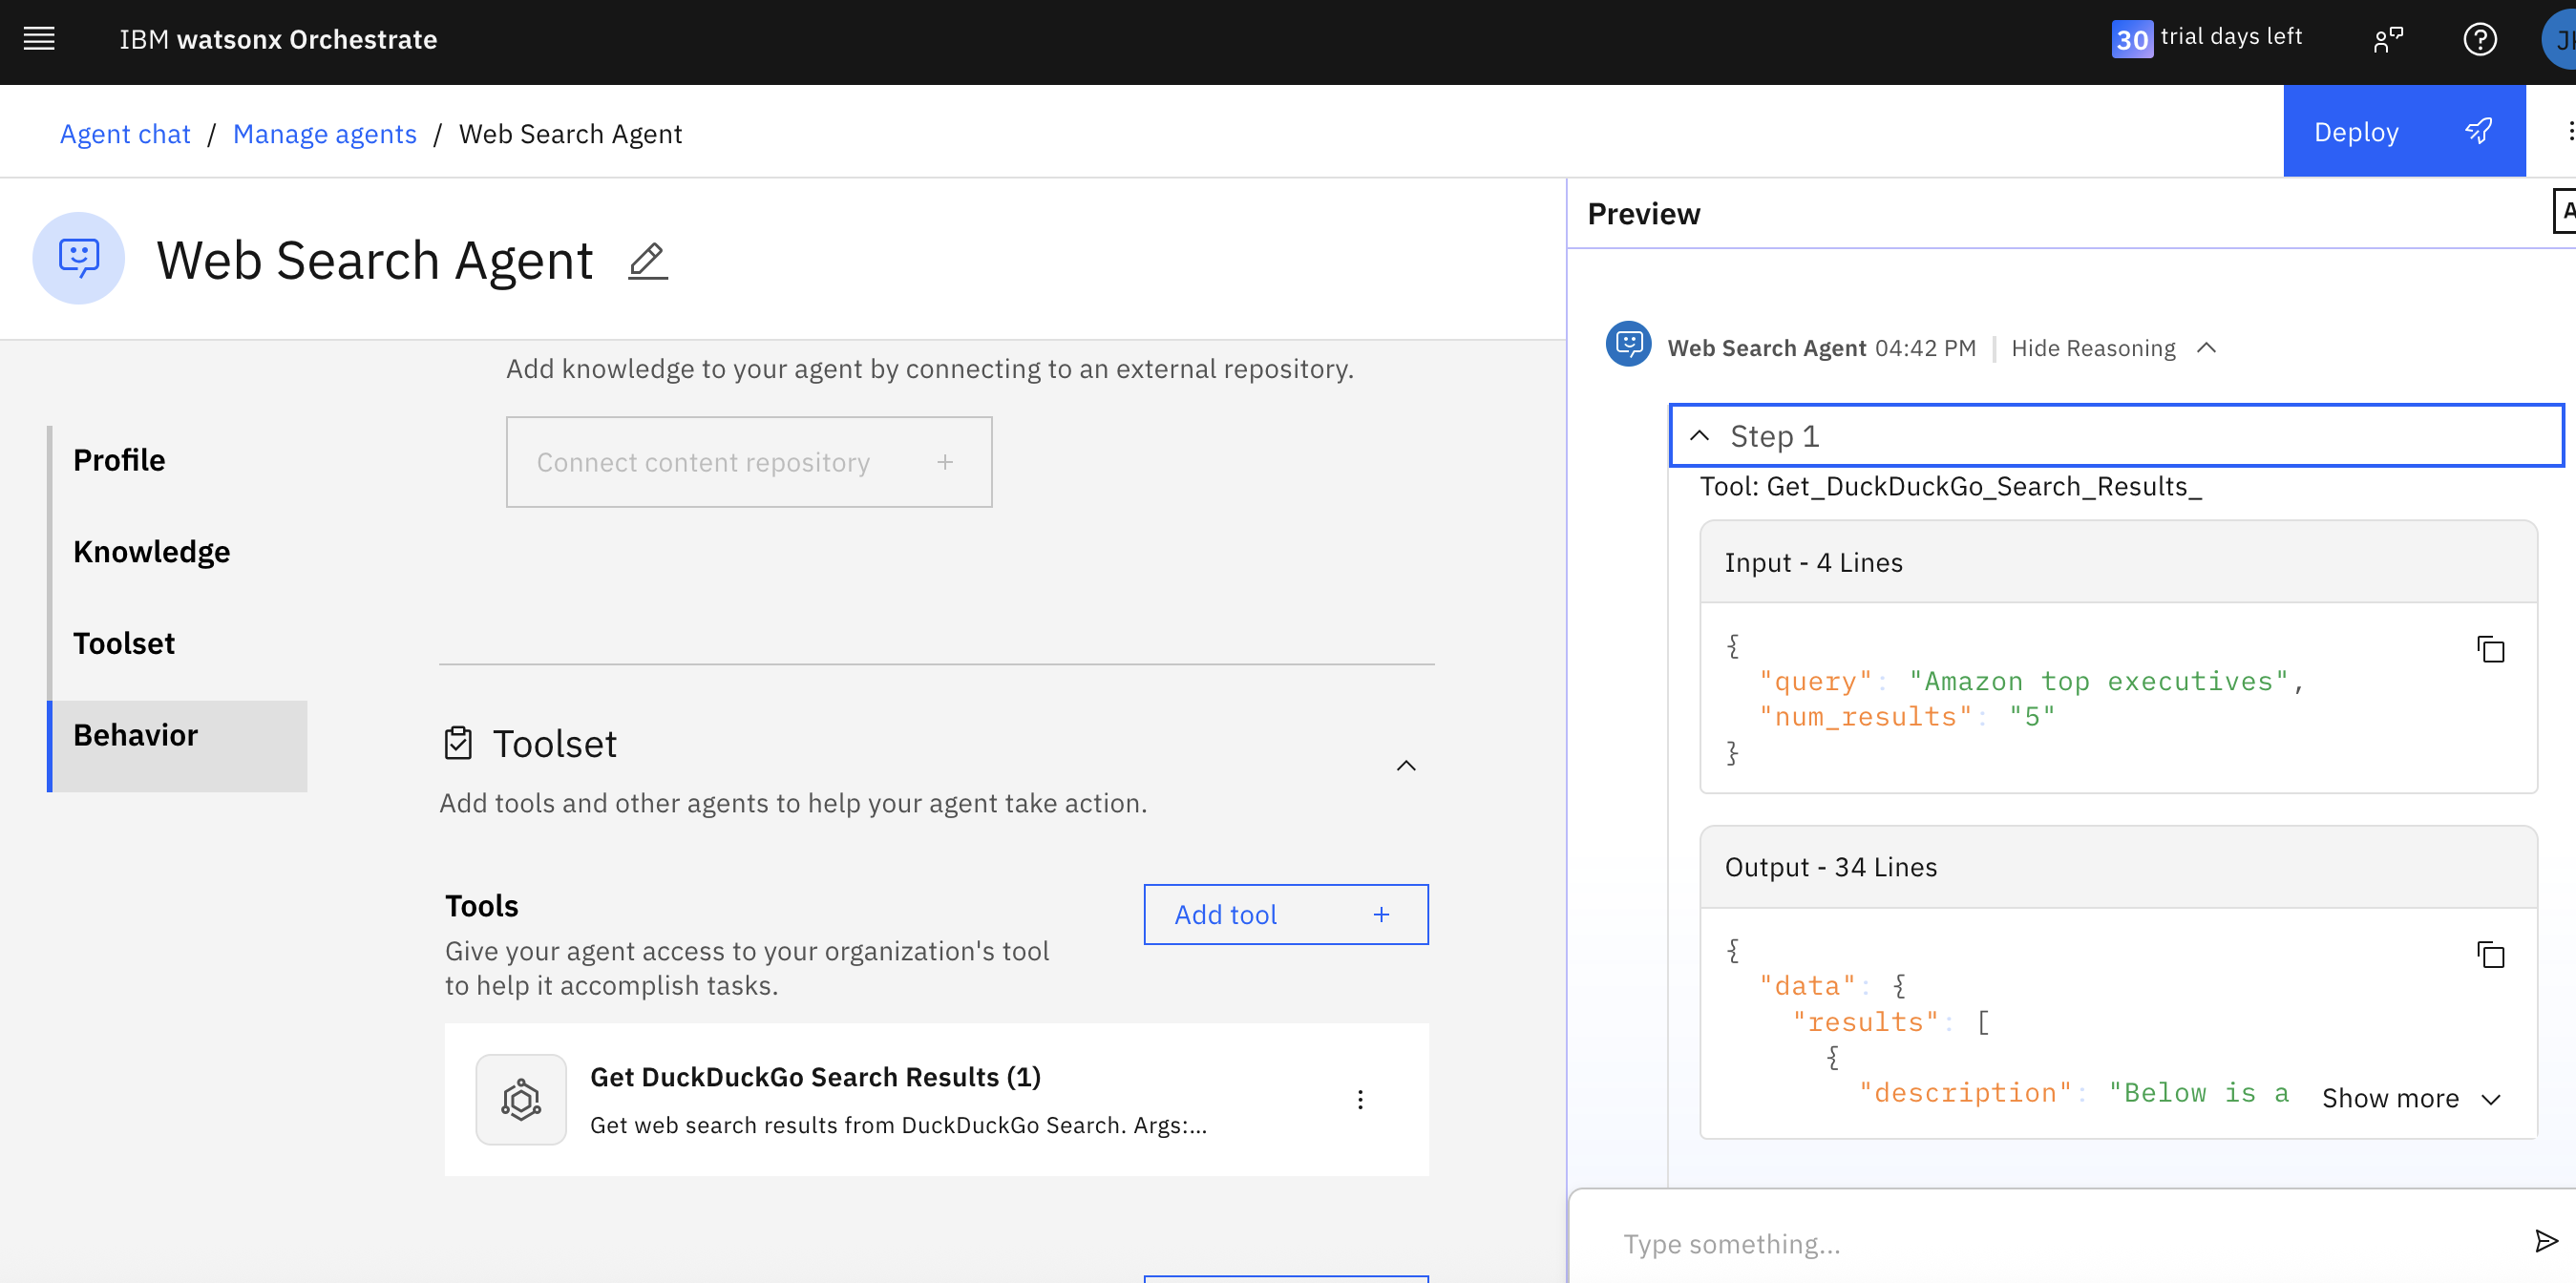 IBM watsonx Orchestrate
30 trial days left
Agent chat / Manage agents / Web Search Agent
Deploy
Web Search Agent
Add knowledge to your agent by connecting to an external repository.
Connect content repository +
Profile
Knowledge
Toolset
Behavior
Toolset
Add tools and other agents to help your agent take action.
Tools
Add tool +
Give your agent access to your organization's tool
to help it accomplish tasks.
Get DuckDuckGo Search Results (1)
Get web search results from DuckDuckGo Search. Args:...
Preview
Web Search Agent 04:42 PM | Hide Reasoning
Step 1
Tool: Get_DuckDuckGo_Search_Results_
Input - 4 Lines
{
"query": "Amazon top executives",
"num_results": "5"
}
Output - 34 Lines
{
"data": {
"results": [
{
"description": "Below is a
Show more
Type something...